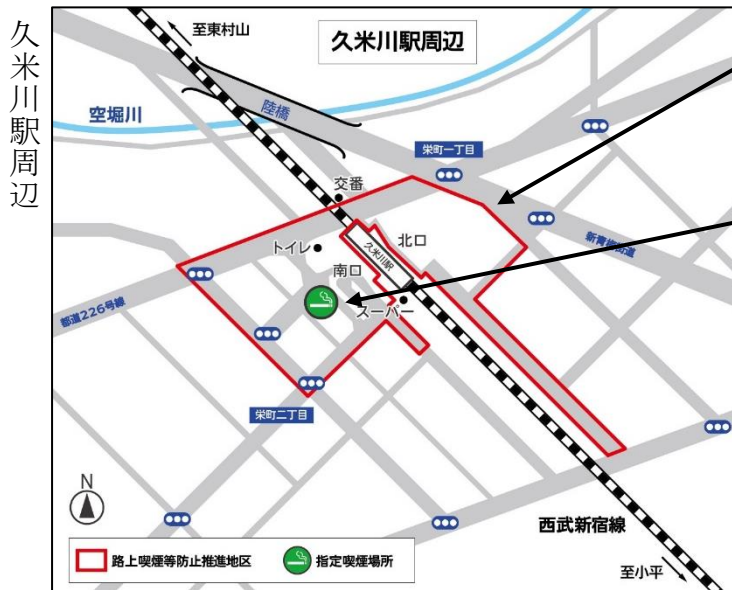 久米川駅周辺
至東村山
久米川駅周辺
空堀川
陸橋
栄町一丁目
交番
北口
トイレ
久米川駅
新青梅街道
南口
スーパー
都道226号線
栄町二丁目
N
西武新宿線
路上喫煙等防止推進地区
指定喫煙場所
至小平